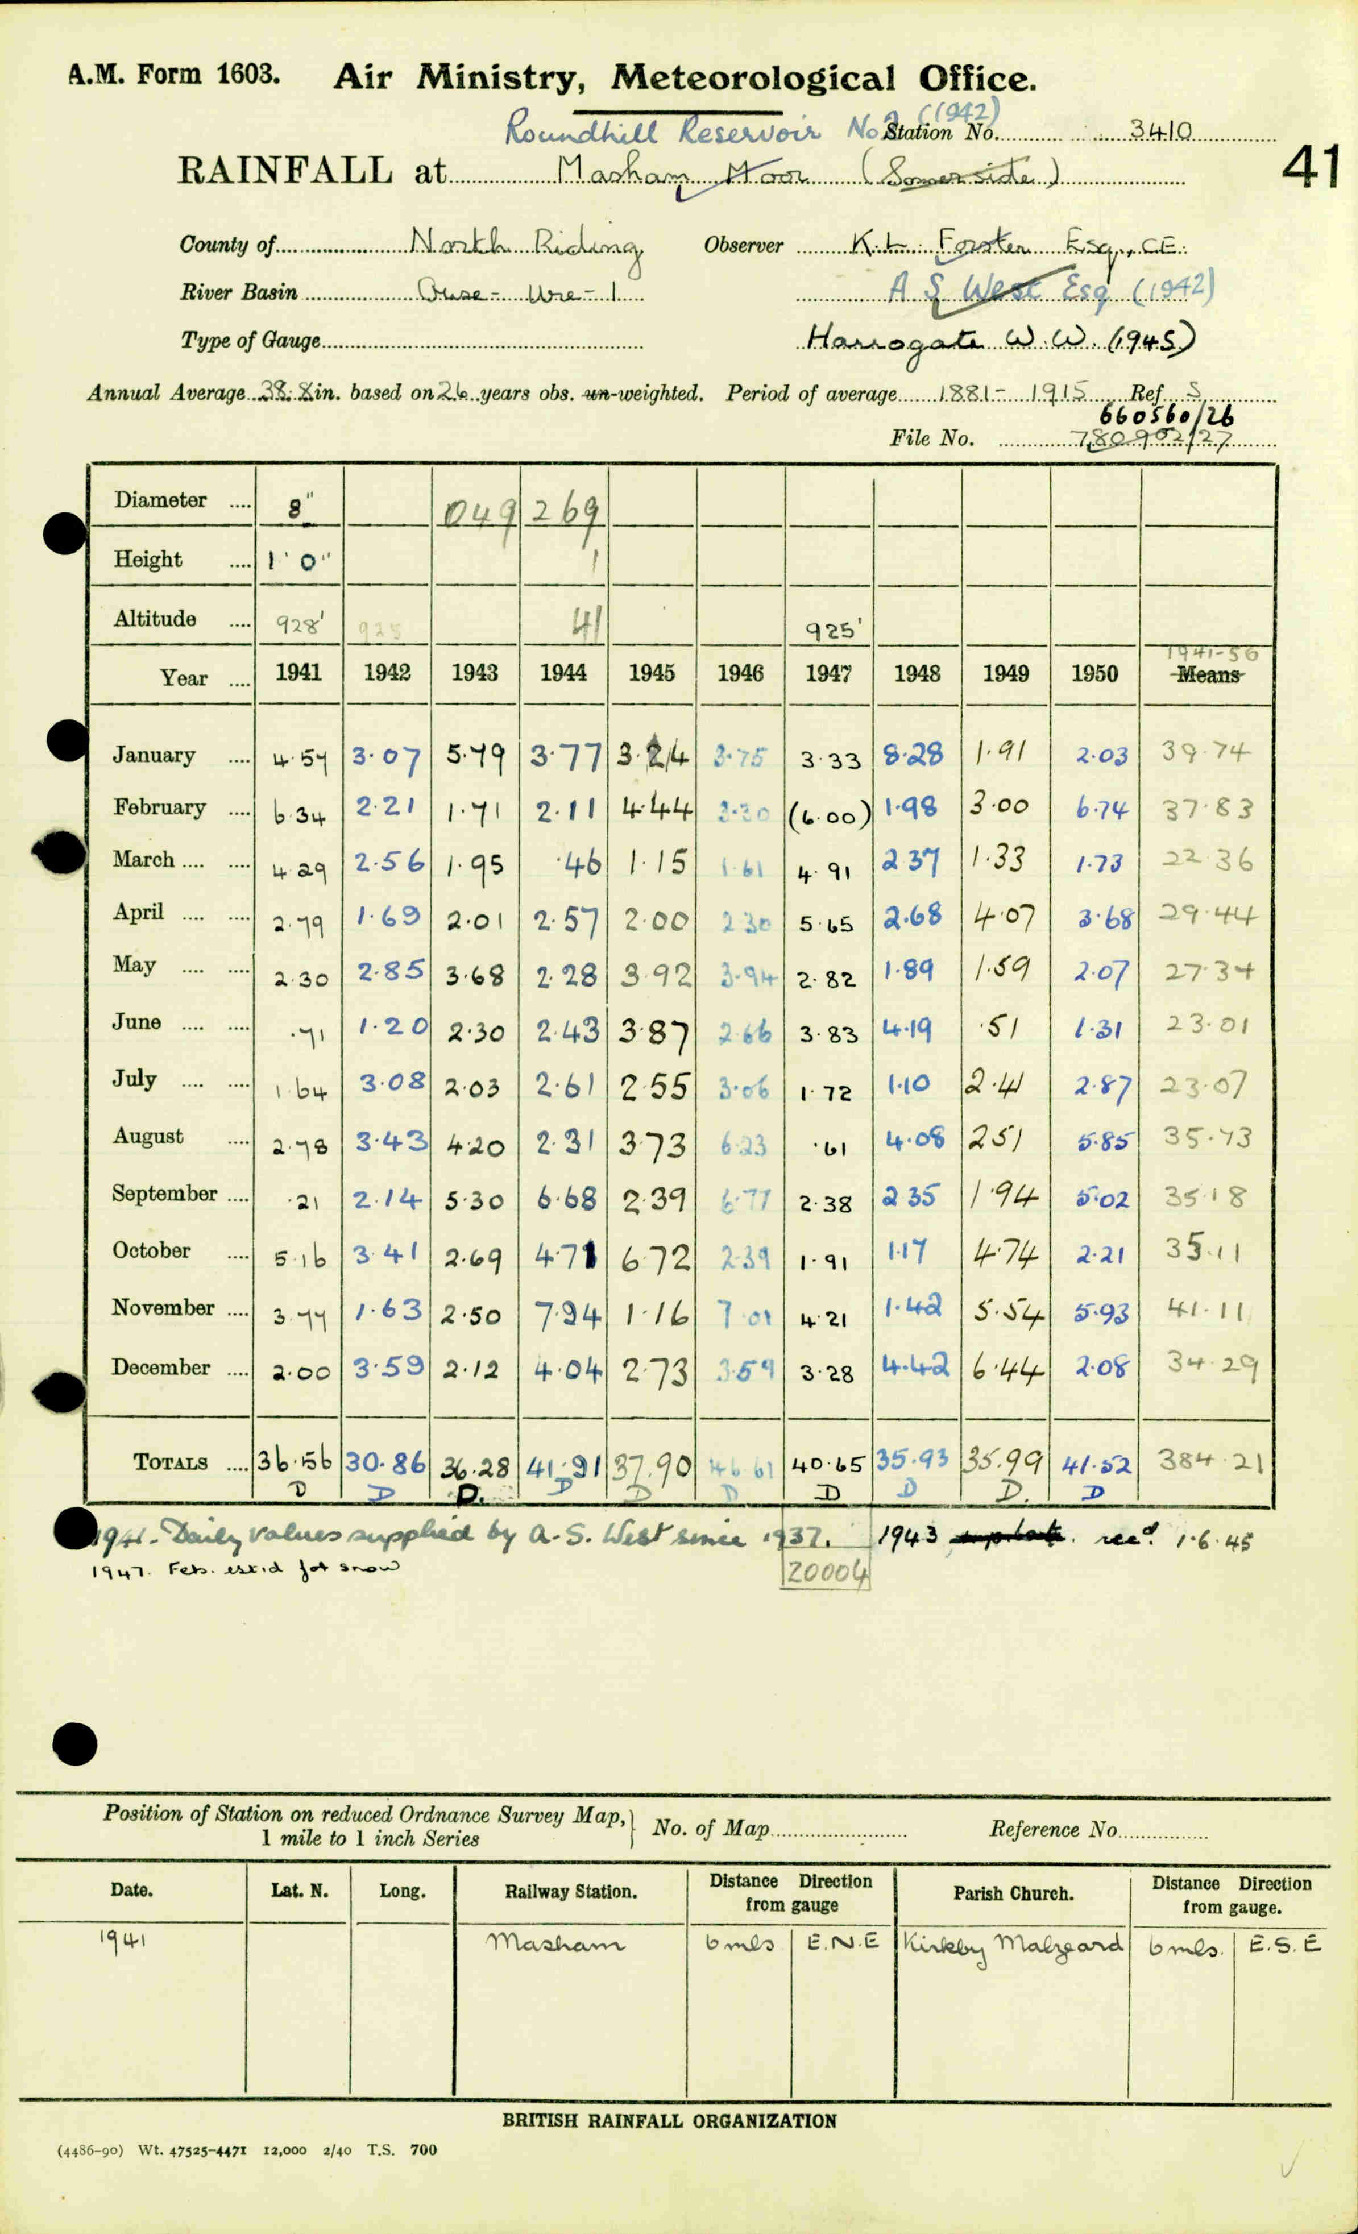 A.M. Form 1603. Air Ministry, Meteorological Office.
Roundhill Reservoir No 2 (1942) Station No. 3410
RAINFALL at Masham Moor (Somerside) 41
County of North Riding Observer K.L. Forster Esq., C.E.
River Basin Ouse - Ure - 1 A S West Esq (1942)
Type of Gauge Harrogate W.W. (1945)
Annual Average 38.8 in. based on 26 years obs. un-weighted. Period of average 1881 - 1915 Ref. S
660560/26
File No. 780902/27
Diameter .... 8" 049 269
Height .... 1' 0" 1
Altitude .... 928' 925 41 925'
1941-50
Year .... 1941 1942 1943 1944 1945 1946 1947 1948 1949 1950 Means
January .... 4.57 3.07 5.79 3.77 3.24 3.75 3.33 8.28 1.91 2.03 39.74
February .... 6.34 2.21 1.71 2.11 4.44 3.30 (6.00) 1.98 3.00 6.74 37.83
March .... .... 4.29 2.56 1.95 .46 1.15 1.61 4.91 2.37 1.33 1.73 22.36
April .... .... 2.79 1.69 2.01 2.57 2.00 2.30 5.65 2.68 4.07 3.68 29.44
May .... .... 2.30 2.85 3.68 2.28 3.92 3.94 2.82 1.89 1.59 2.07 27.34
June .... .... .71 1.20 2.30 2.43 3.87 2.66 3.83 4.19 .51 1.31 23.01
July .... .... 1.64 3.08 2.03 2.61 2.55 3.06 1.72 1.10 2.41 2.87 23.07
August .... 2.78 3.43 4.20 2.31 3.73 6.23 .61 4.08 2.51 5.85 35.73
September .... .21 2.14 5.30 6.68 2.39 6.77 2.38 2.35 1.94 5.02 35.18
October .... 5.16 3.41 2.69 4.71 6.72 2.39 1.91 1.17 4.74 2.21 35.11
November .... 3.77 1.63 2.50 7.94 1.16 7.01 4.21 1.42 5.54 5.93 41.11
December .... 2.00 3.59 2.12 4.04 2.73 3.59 3.28 4.42 6.44 2.08 34.29
TOTALS .... 36.56 30.86 36.28 41.91 37.90 46.61 40.65 35.93 35.99 41.52 384.21
D D D. D D D D D D. D
1941. Daily values supplied by A.S. West since 1937. 1943 recd. 1.6.45
1947. Feb. est'd for snow 20004
Position of Station on reduced Ordnance Survey Map,
1 mile to 1 inch Series
No. of Map Reference No.
Date. Lat. N. Long. Railway Station. Distance from gauge Direction Parish Church. Distance from gauge. Direction
1941 Masham 6 mls E.N.E Kirkby Malzeard 6 mls. E.S.E
BRITISH RAINFALL ORGANIZATION
(4486-90) Wt. 47525-4471 12,000 2/40 T.S. 700